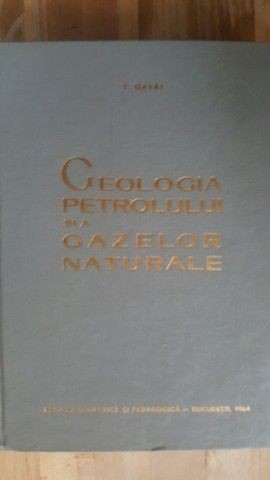 I. GAVĂT
GEOLOGIA
PETROLULUI
ȘI A
GAZELOR
NATURALE
EDITURA DIDACTICĂ ȘI PEDAGOGICĂ — BUCUREȘTI, 1964